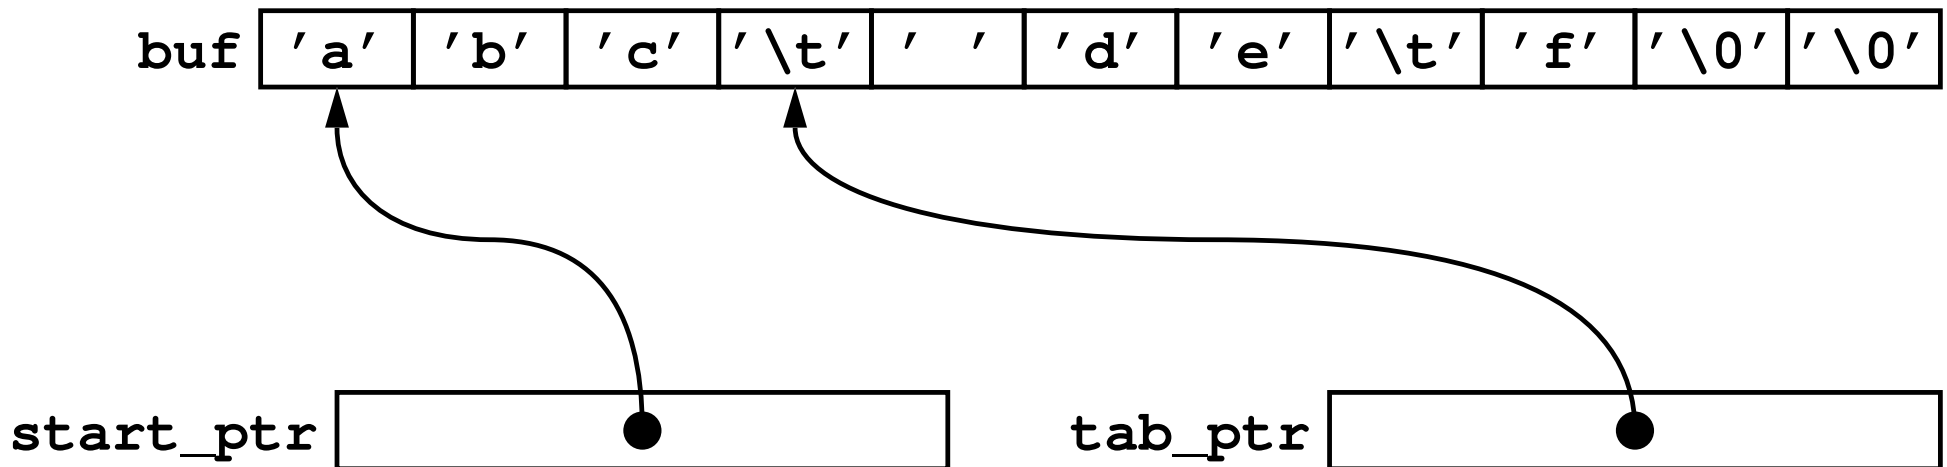 buf 'a' 'b' 'c' '\t' ' ' 'd' 'e' '\t' 'f' '\0' '\0'
start_ptr tab_ptr